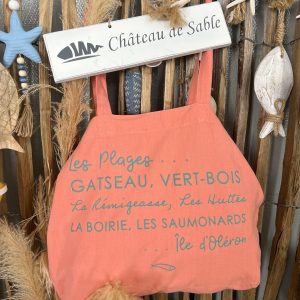 Château de Sable
Les Plages . . .
GATSEAU, VERT-BOIS
La Rémigeasse, Les Huttes
LA BOIRIE, LES SAUMONARDS
. . . Île d'Oléron